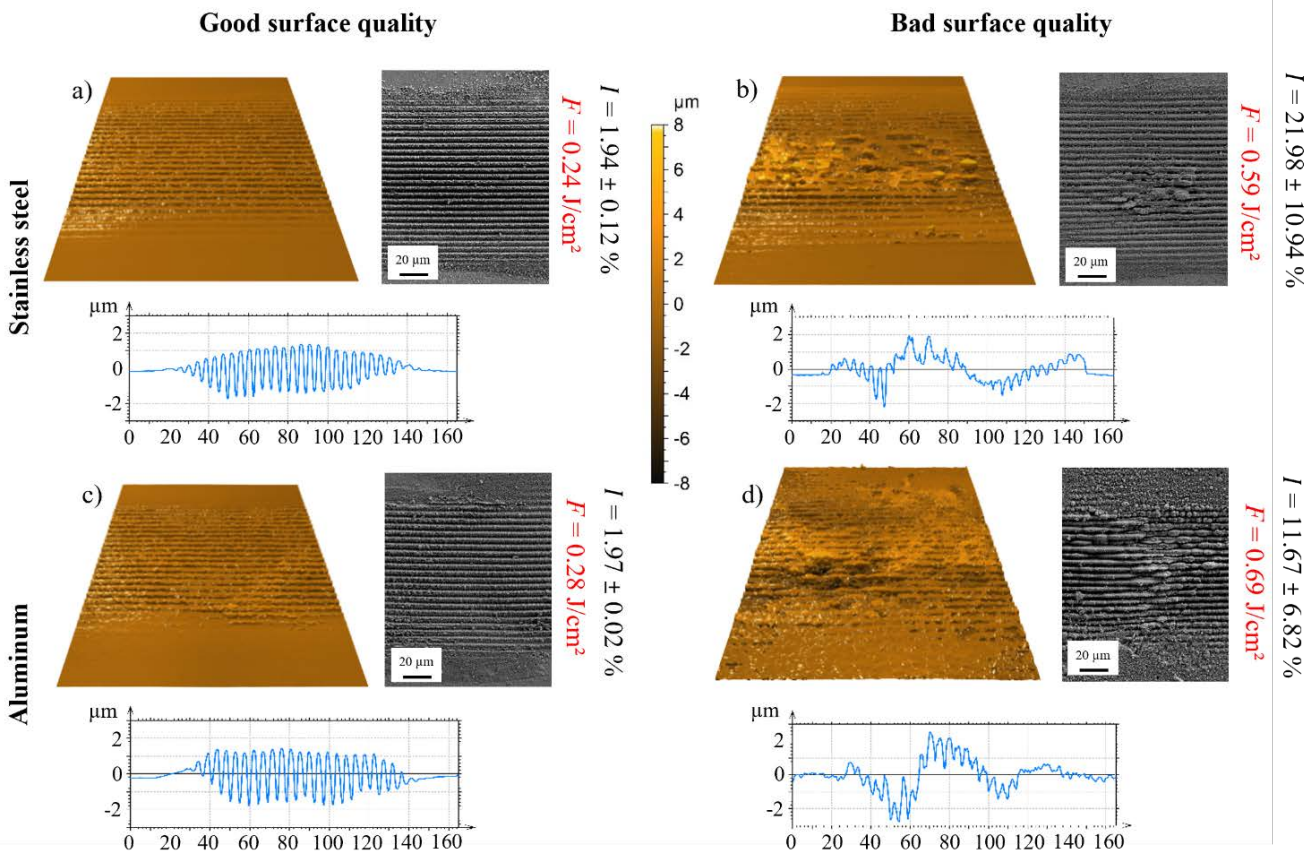 Good surface quality
Bad surface quality
Stainless steel
a)
20 µm
F = 0.24 J/cm²
I = 1.94 ± 0.12 %
µm
8
6
4
2
0
-2
-4
-6
-8
b)
20 µm
F = 0.59 J/cm²
I = 21.98 ± 10.94 %
µm
2
0
-2
0 20 40 60 80 100 120 140 160
µm
2
0
-2
0 20 40 60 80 100 120 140 160
Aluminum
c)
20 µm
F = 0.28 J/cm²
I = 1.97 ± 0.02 %
d)
20 µm
F = 0.69 J/cm²
I = 11.67 ± 6.82 %
µm
2
0
-2
0 20 40 60 80 100 120 140 160
µm
2
0
-2
0 20 40 60 80 100 120 140 160